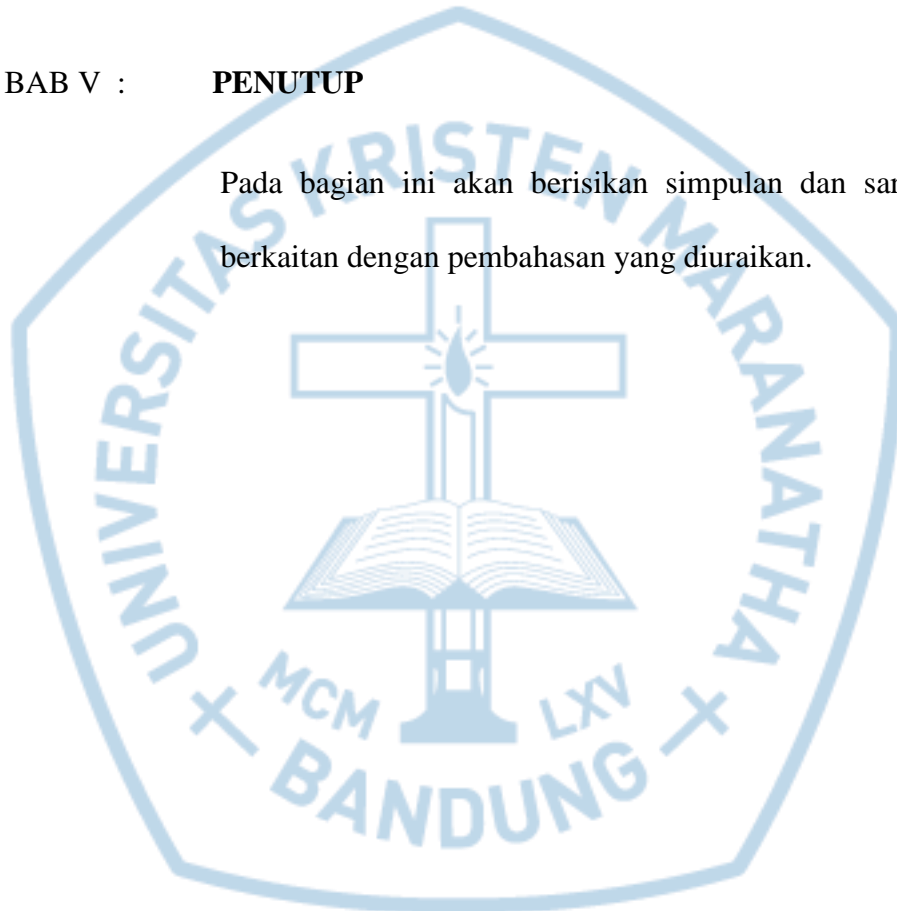 BAB V : PENUTUP
Pada bagian ini akan berisikan simpulan dan
berkaitan dengan pembahasan yang diuraikan.
UNIVERSITAS KRISTEN MARANATHA
MCM LXV
BANDUNG